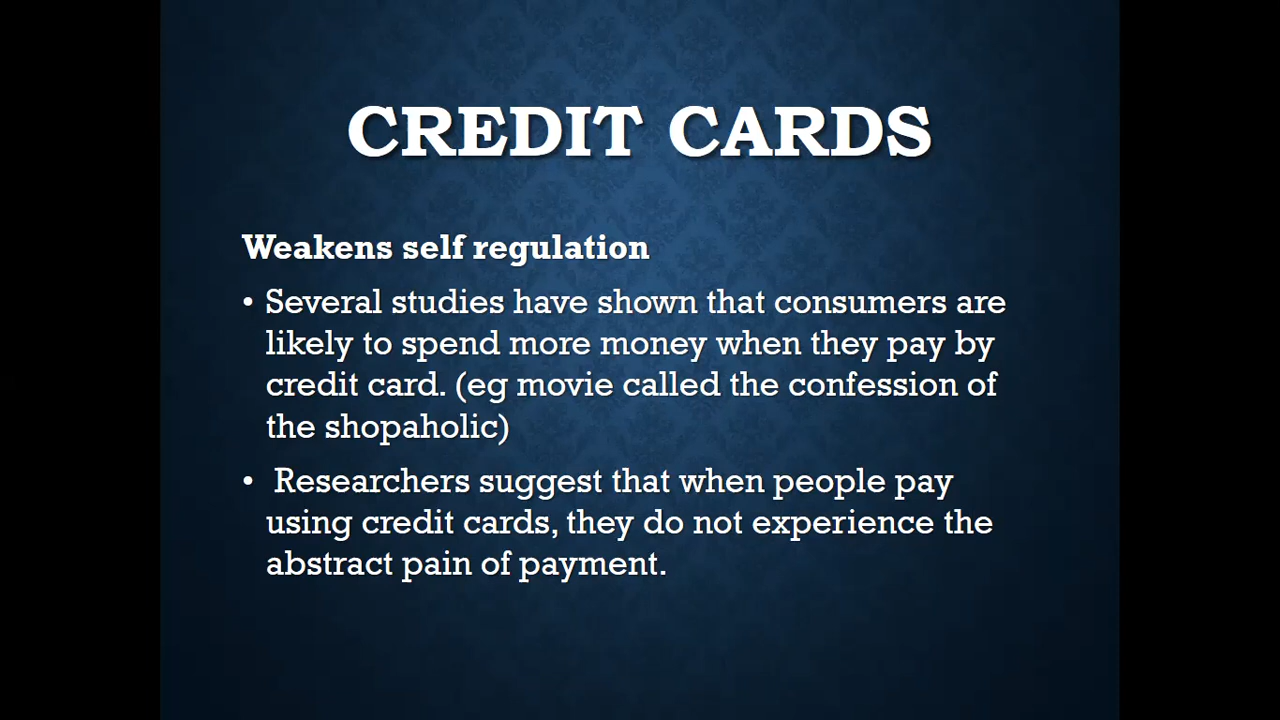 CREDIT CARDS
Weakens self regulation
• Several studies have shown that consumers are
likely to spend more money when they pay by
credit card. (eg movie called the confession of
the shopaholic)
• Researchers suggest that when people pay
using credit cards, they do not experience the
abstract pain of payment.